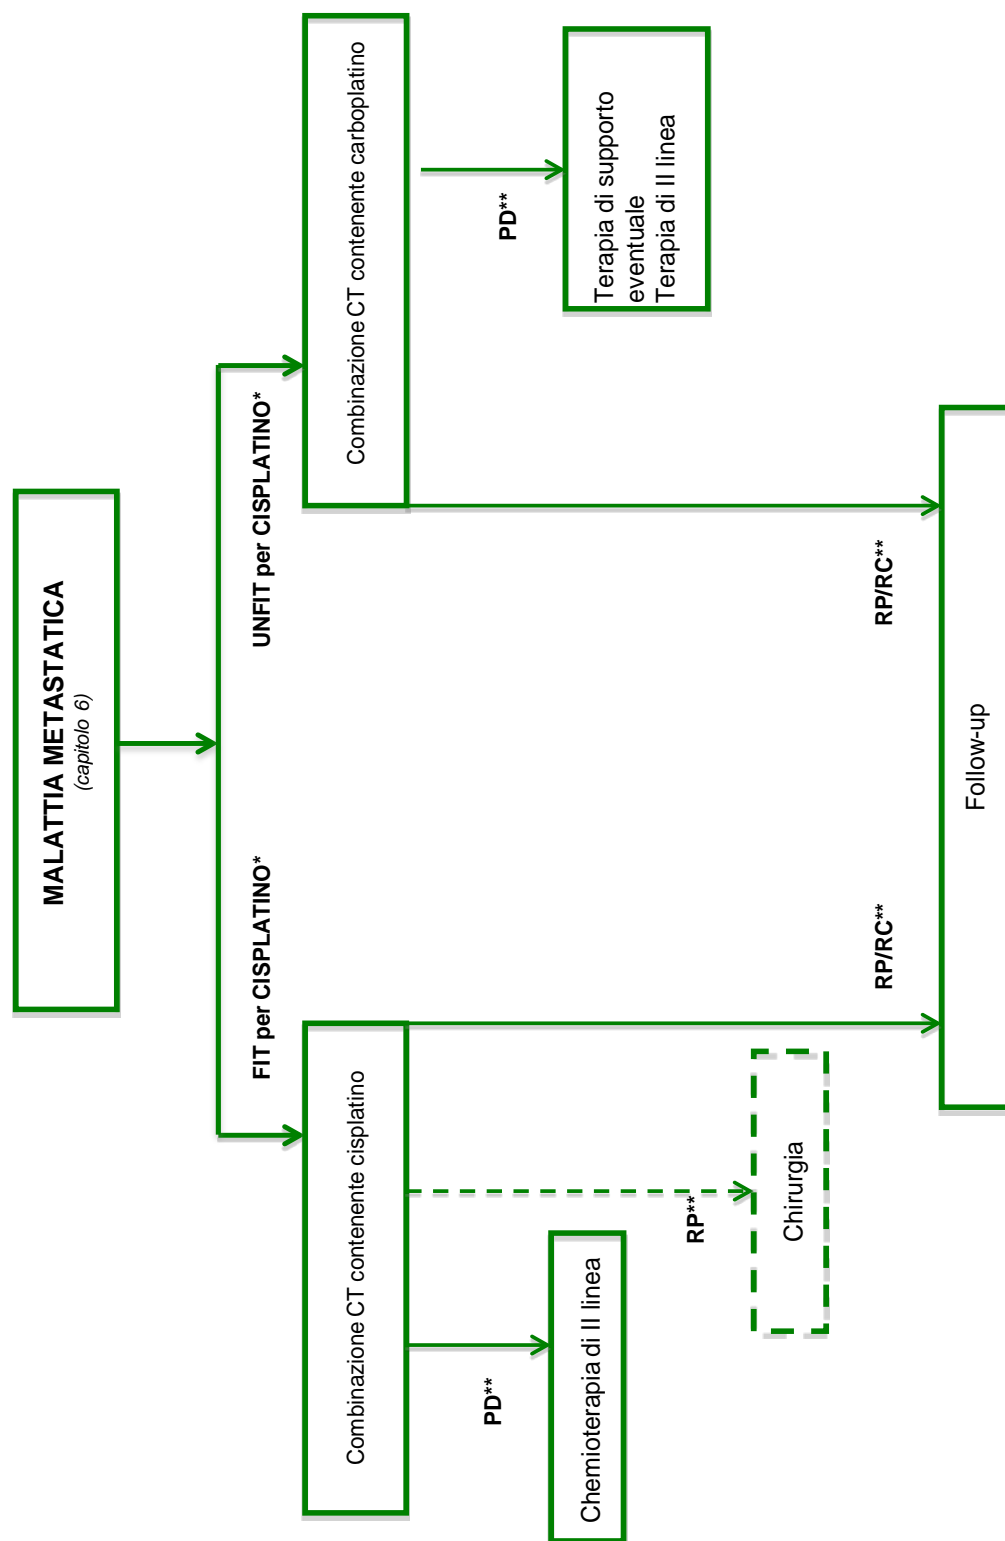 MALATTIA METASTATICA
(capitolo 6)
FIT per CISPLATINO*
UNFIT per CISPLATINO*
Combinazione CT contenente cisplatino
Combinazione CT contenente carboplatino
PD**
PD**
Chemioterapia di II linea
Terapia di supporto
eventuale
Terapia di II linea
RP**
Chirurgia
RP/RC**
RP/RC**
Follow-up